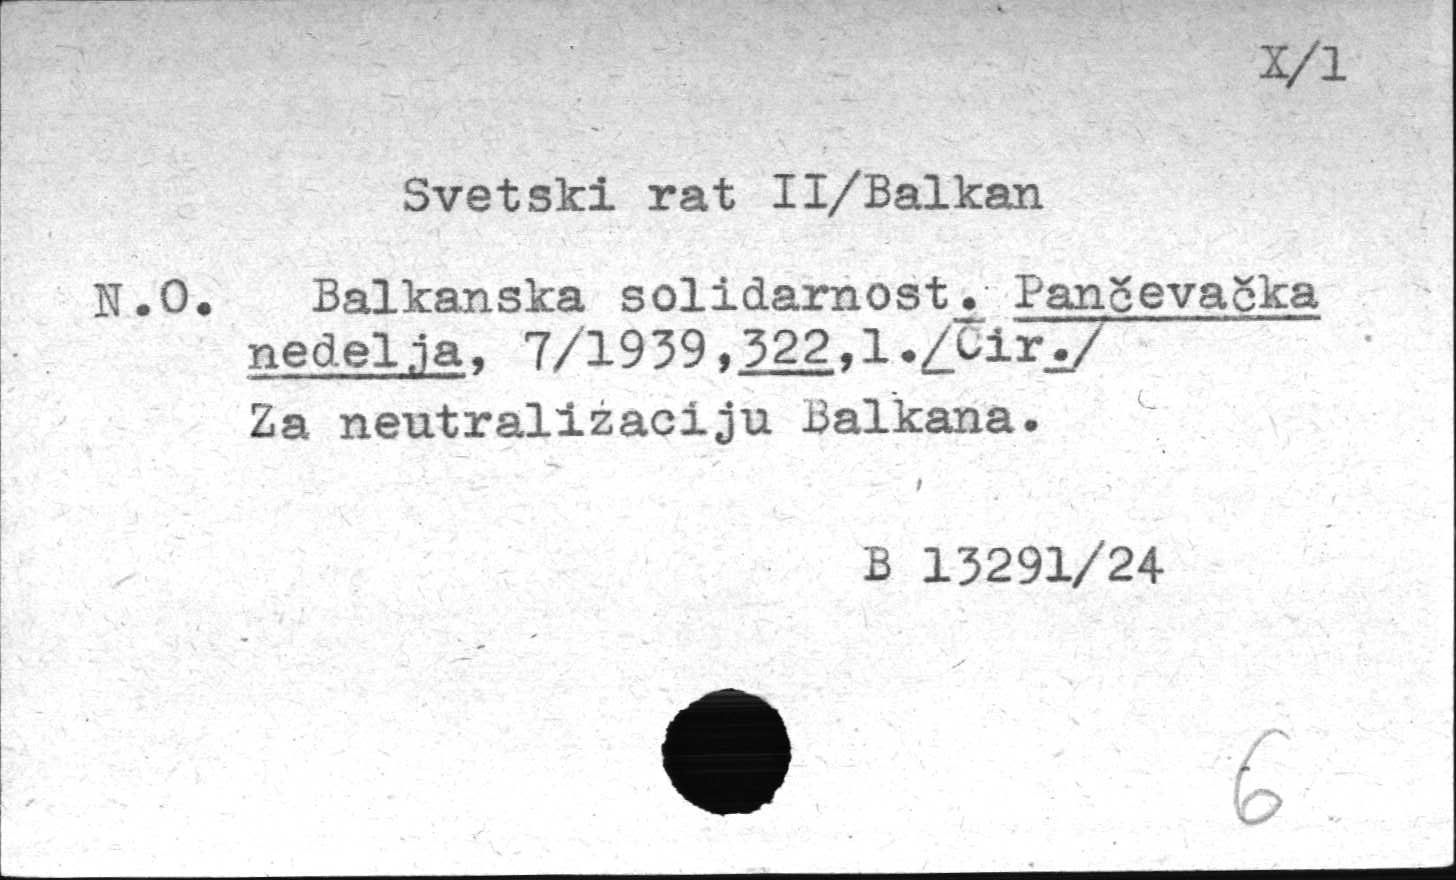 X/1
Svetski rat II/Balkan
N.O. Balkanska solidarnost. Pančevačka
nedelja, 7/1939,322,1./Ćir./
Za neutralizaciju Balkana.
B 13291/24
6